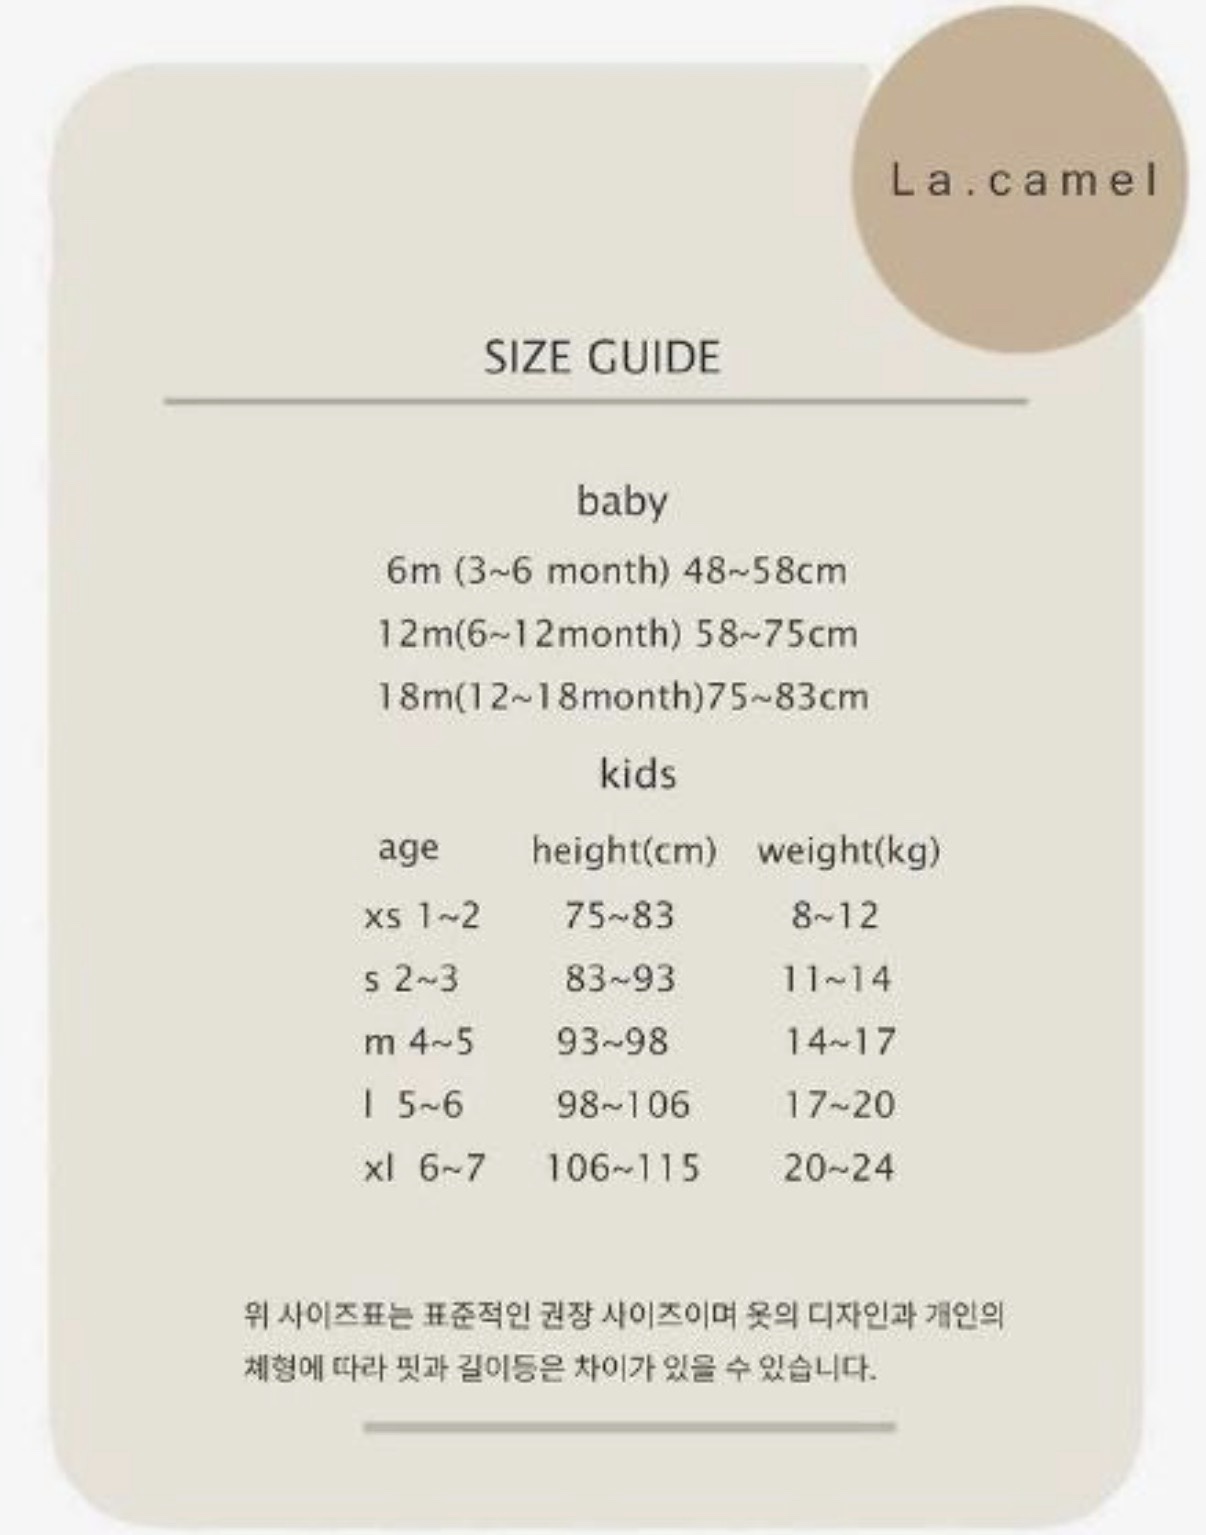 La.camel
SIZE GUIDE
baby
6m (3~6 month) 48~58cm
12m(6~12month) 58~75cm
18m(12~18month)75~83cm
kids
age height(cm) weight(kg)
xs 1~2 75~83 8~12
s 2~3 83~93 11~14
m 4~5 93~98 14~17
l 5~6 98~106 17~20
xl 6~7 106~115 20~24
위 사이즈표는 표준적인 권장 사이즈이며 옷의 디자인과 개인의
체형에 따라 핏과 길이등은 차이가 있을 수 있습니다.